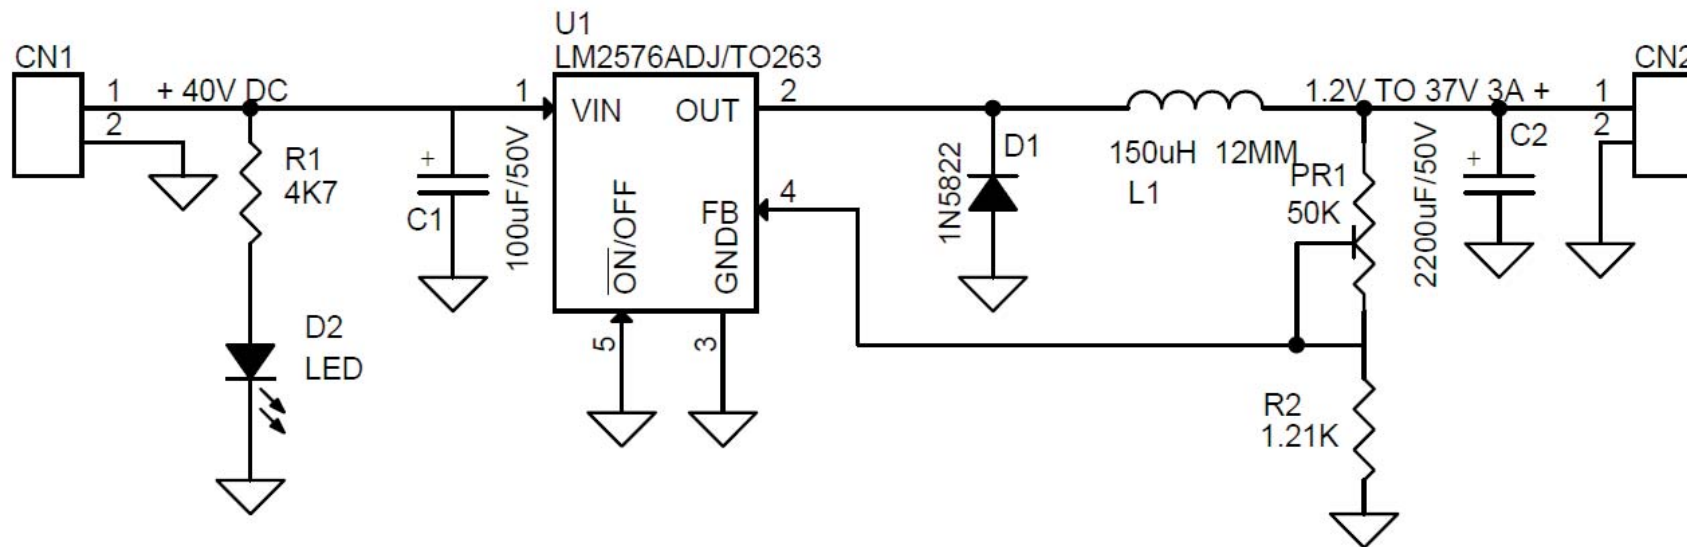 U1
LM2576ADJ/TO263
CN1
1
+ 40V DC
2
1
VIN
OUT
2
1.2V TO 37V 3A +
1
2
CN2
R1
4K7
+
C1
100uF/50V
ON/OFF
FB
GND
4
5
3
1N5822
D1
150uH 12MM
L1
PR1
50K
2200uF/50V
+
C2
D2
LED
R2
1.21K